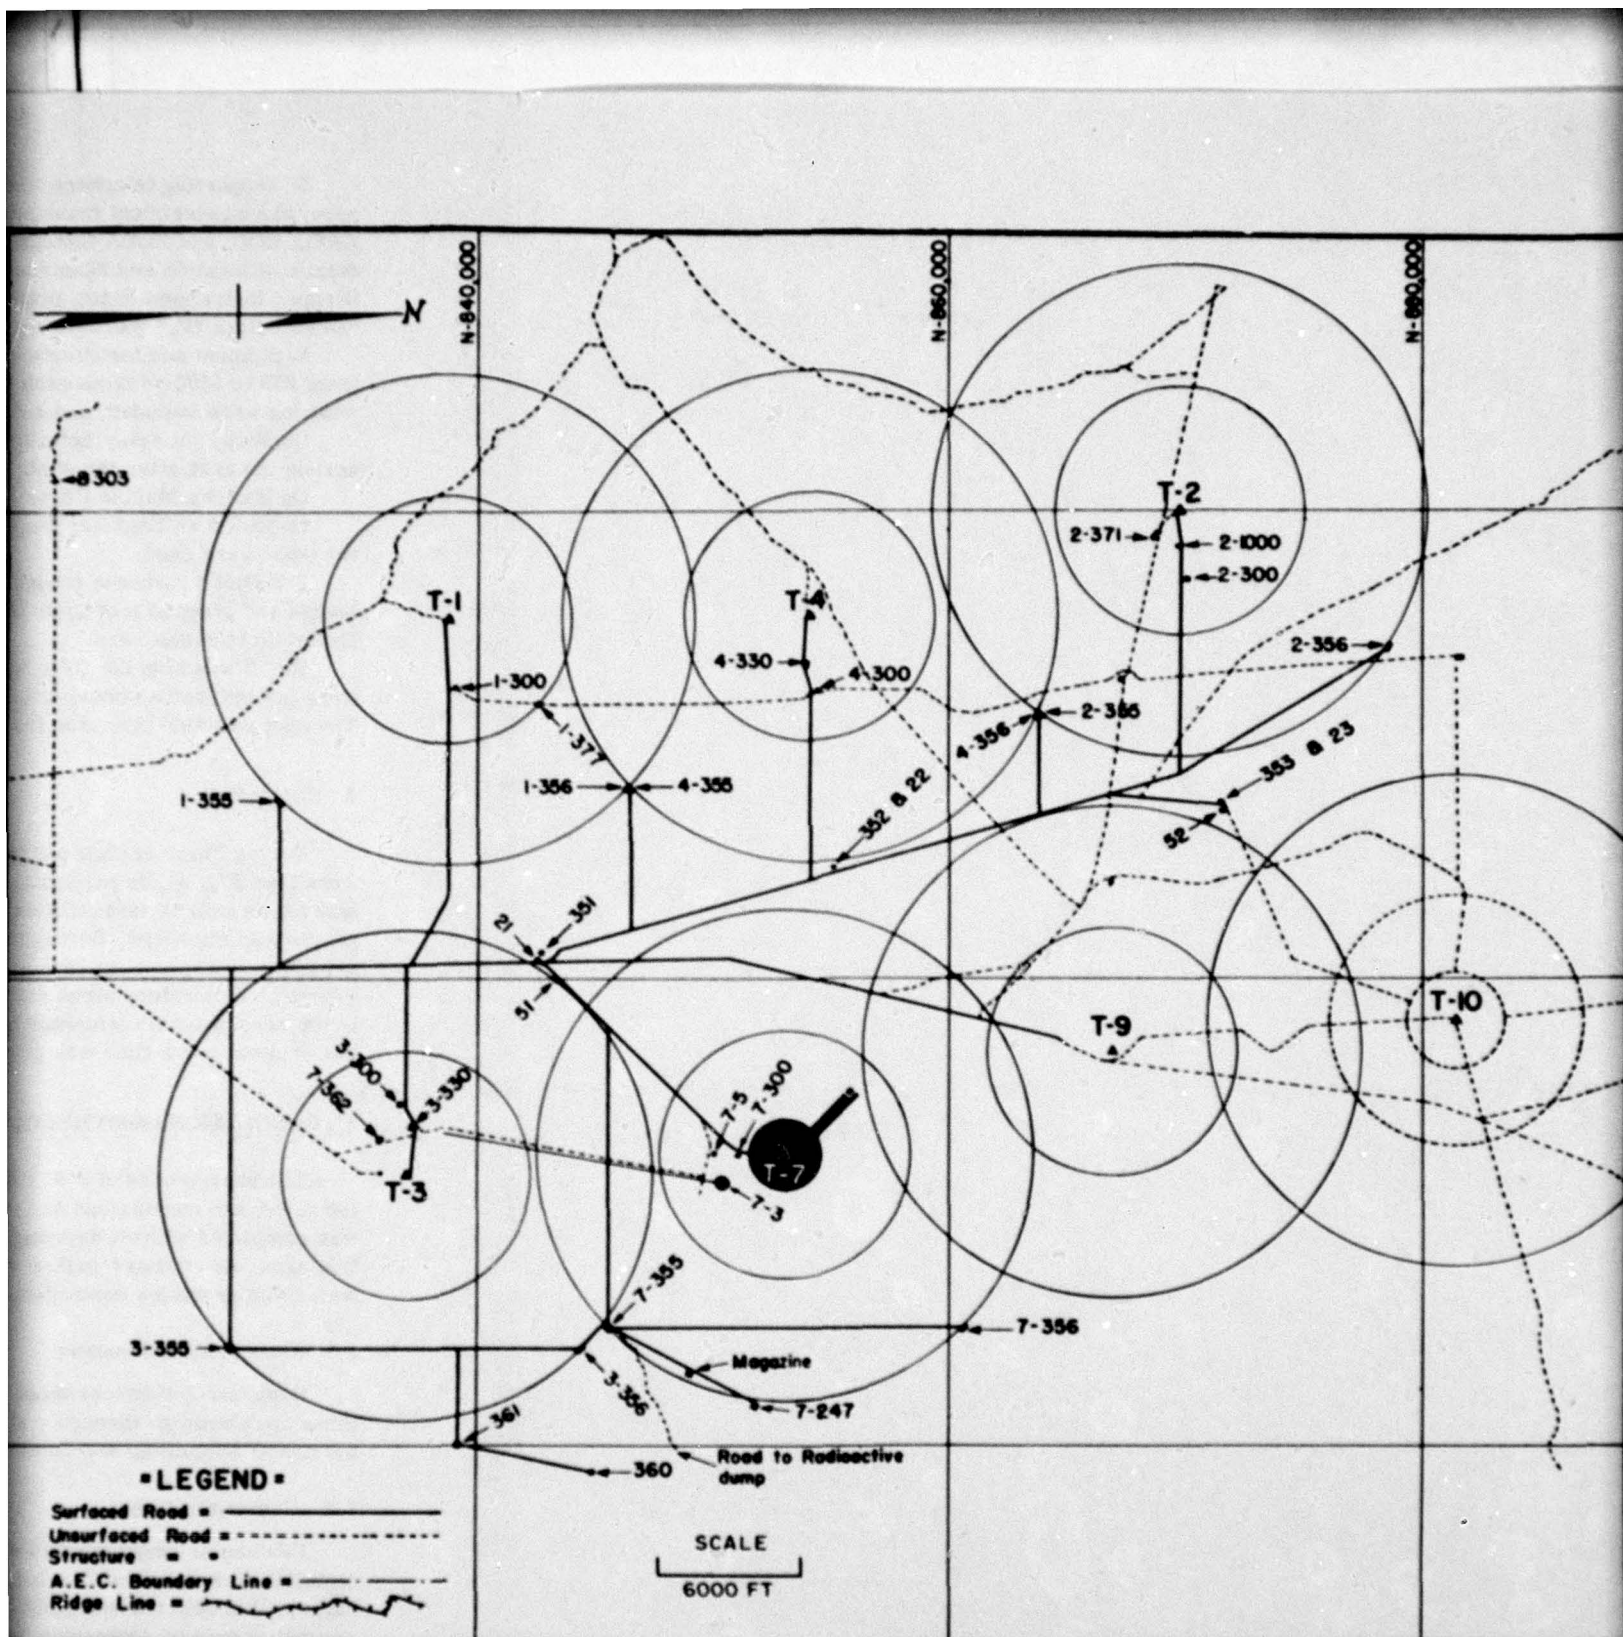 N-840,000
N-860,000
N-880,000
N
8303
T-2
2-371
2-1000
2-300
T-1
T-4
2-356
4-330
4-300
1-300
2-355
4-356
1-377
353 & 23
1-356
4-355
1-355
352 & 22
52
21
351
51
T-10
T-9
3-300
7-362
3-330
7-5
7-300
T-7
T-3
7-3
7-355
7-356
3-355
Magazine
3-356
7-247
361
360
Road to Radioactive
dump
"LEGEND"
Surfaced Road =
Unsurfaced Road =
Structure =
A.E.C. Boundary Line =
Ridge Line =
SCALE
6000 FT